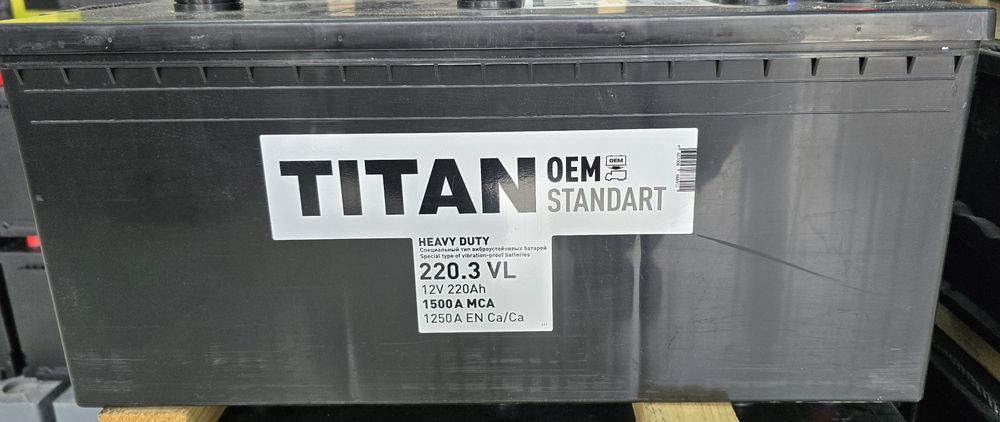 TITAN
OEM
OEM
STANDART
HEAVY DUTY
Специальный тип виброустойчивых батарей
Special type of vibration-proof batteries
220.3 VL
12V 220Ah
1500A MCA
1250A EN Ca/Ca